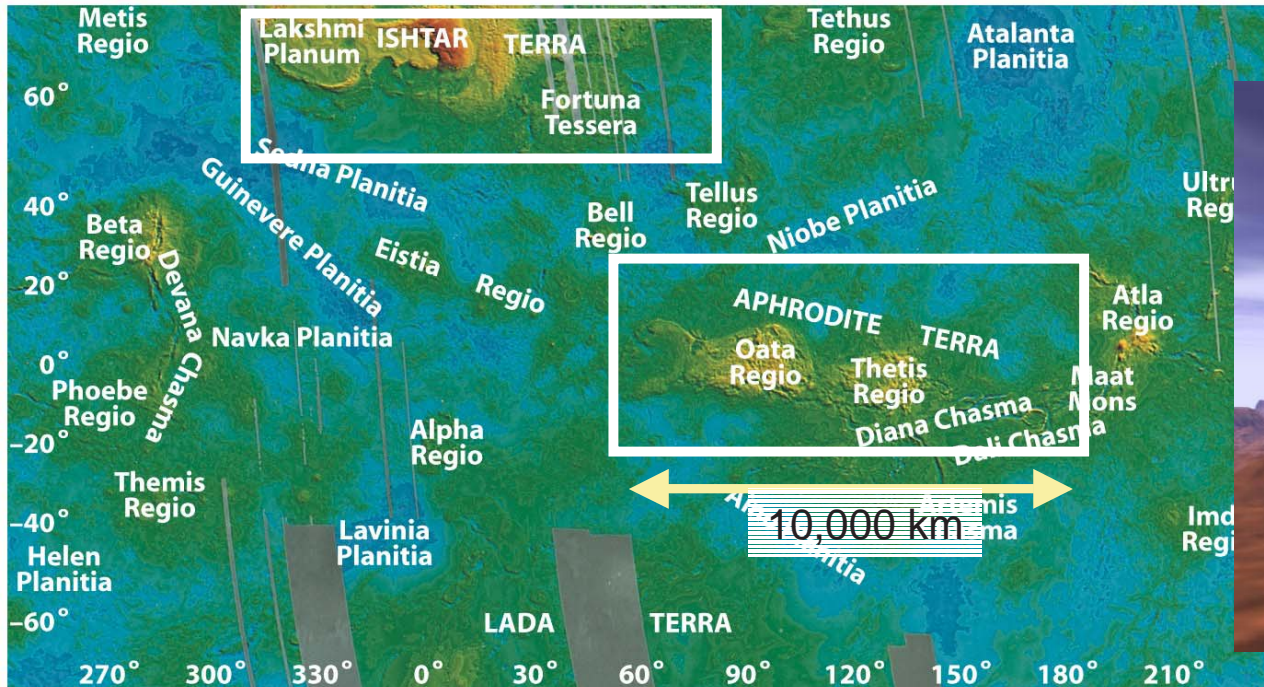 Metis
Regio
Lakshmi
Planum
ISHTAR TERRA
Fortuna
Tessera
Tethus
Regio
Atalanta
Planitia
60°
Sedna Planitia
Guinevere Planitia
40°
Beta
Regio
Bell
Regio
Tellus
Regio
Niobe Planitia
Eistia Regio
20°
Devana Chasma
Navka Planitia
APHRODITE TERRA
Atla
Regio
0°
Oata
Regio
Thetis
Regio
Maat
Mons
Phoebe
Regio
Diana Chasma
Dali Chasma
–20°
Alpha
Regio
Themis
Regio
–40°
Lavinia
Planitia
10,000 km
Helen
Planitia
–60°
LADA TERRA
270° 300° 330° 0° 30° 60° 90° 120° 150° 180° 210°